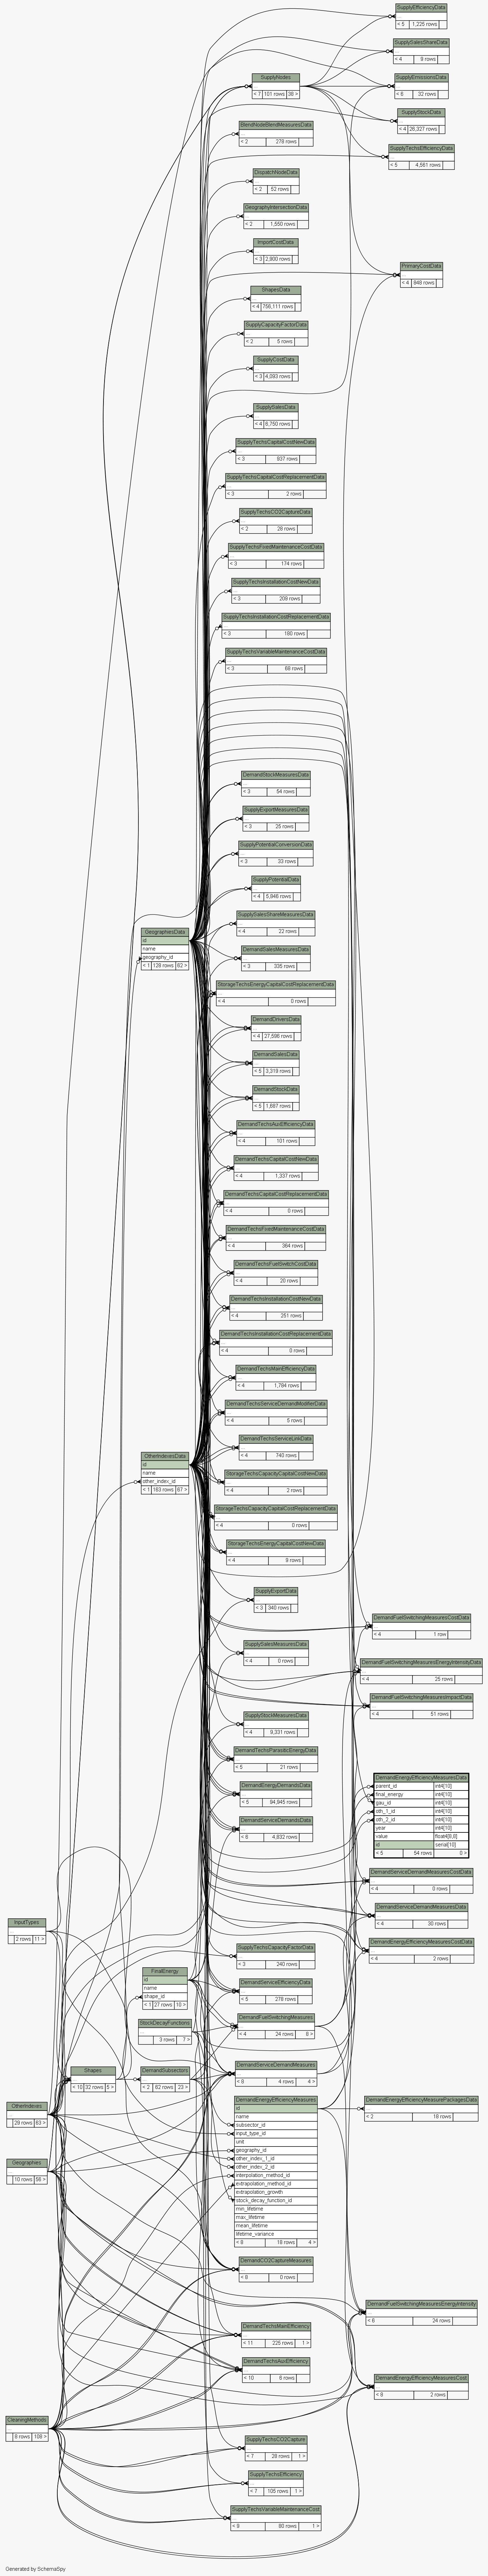 SupplyEfficiencyData
...
< 5 1,225 rows
SupplySalesShareData
...
< 4 9 rows
SupplyNodes
...
< 7 101 rows 38 >
SupplyEmissionsData
...
< 6 32 rows
SupplyStockData
...
< 4 26,327 rows
BlendNodeBlendMeasuresData
...
< 2 278 rows
SupplyTechsEfficiencyData
...
< 5 4,561 rows
DispatchNodeData
...
< 2 52 rows
GeographyIntersectionData
...
< 2 1,550 rows
ImportCostData
...
< 3 2,900 rows
PrimaryCostData
...
< 4 848 rows
ShapesData
...
< 4 756,111 rows
SupplyCapacityFactorData
...
< 2 5 rows
SupplyCostData
...
< 3 4,093 rows
SupplySalesData
...
< 4 6,750 rows
SupplyTechsCapitalCostNewData
...
< 3 937 rows
SupplyTechsCapitalCostReplacementData
...
< 3 2 rows
SupplyTechsCO2CaptureData
...
< 2 28 rows
SupplyTechsFixedMaintenanceCostData
...
< 3 174 rows
SupplyTechsInstallationCostNewData
...
< 3 209 rows
SupplyTechsInstallationCostReplacementData
...
< 3 180 rows
SupplyTechsVariableMaintenanceCostData
...
< 3 88 rows
DemandStockMeasuresData
...
< 3 54 rows
SupplyExportMeasuresData
...
< 3 25 rows
SupplyPotentialConversionData
...
< 3 33 rows
SupplyPotentialData
...
< 4 5,846 rows
SupplySalesShareMeasuresData
...
< 4 22 rows
GeographiesData
id
name
geography_id
< 1 129 rows 62 >
DemandSalesMeasuresData
...
< 3 335 rows
StorageTechsEnergyCapitalCostReplacementData
...
< 4 0 rows
DemandDriversData
...
< 4 27,596 rows
DemandSalesData
...
< 5 3,319 rows
DemandStockData
...
< 5 1,687 rows
DemandTechsAuxEfficiencyData
...
< 4 101 rows
DemandTechsCapitalCostNewData
...
< 4 1,337 rows
DemandTechsCapitalCostReplacementData
...
< 4 0 rows
DemandTechsFixedMaintenanceCostData
...
< 4 364 rows
DemandTechsFuelSwitchCostData
...
< 4 20 rows
DemandTechsInstallationCostNewData
...
< 4 251 rows
DemandTechsInstallationCostReplacementData
...
< 4 0 rows
DemandTechsMainEfficiencyData
...
< 4 1,794 rows
DemandTechsServiceDemandModifierData
...
< 4 5 rows
DemandTechsServiceLinkData
...
< 4 740 rows
OtherIndexesData
id
name
other_index_id
< 1 163 rows 67 >
StorageTechsCapacityCapitalCostNewData
...
< 4 2 rows
StorageTechsCapacityCapitalCostReplacementData
...
< 4 0 rows
StorageTechsEnergyCapitalCostNewData
...
< 4 9 rows
SupplyExportData
...
< 3 340 rows
DemandFuelSwitchingMeasuresCostData
...
< 4 1 row
SupplySalesMeasuresData
...
< 4 0 rows
DemandFuelSwitchingMeasuresEnergyIntensityData
...
< 4 25 rows
DemandFuelSwitchingMeasuresImpactData
...
< 4 51 rows
SupplyStockMeasuresData
...
< 4 9,331 rows
DemandTechsParasiticEnergyData
...
< 5 21 rows
DemandEnergyEfficiencyMeasuresData
parent_id int4[10]
final_energy int4[10]
gau_id int4[10]
oth_1_id int4[10]
oth_2_id int4[10]
year int4[10]
value float4[8,8]
id serial[10]
< 5 54 rows 0 >
DemandEnergyDemandsData
...
< 5 94,945 rows
DemandServiceDemandsData
...
< 6 4,832 rows
DemandServiceDemandMeasuresCostData
...
< 4 0 rows
DemandServiceDemandMeasuresData
...
< 4 30 rows
InputTypes
...
2 rows 11 >
DemandEnergyEfficiencyMeasuresCostData
...
< 4 2 rows
SupplyTechsCapacityFactorData
...
< 3 240 rows
FinalEnergy
id
name
shape_id
< 1 27 rows 10 >
DemandServiceEfficiencyData
...
< 5 278 rows
StockDecayFunctions
...
3 rows 7 >
DemandFuelSwitchingMeasures
...
< 4 24 rows 8 >
Shapes
...
< 10 32 rows 5 >
DemandSubsectors
...
< 2 62 rows 23 >
DemandServiceDemandMeasures
...
< 9 4 rows 4 >
OtherIndexes
...
29 rows 63 >
DemandEnergyEfficiencyMeasures
id
name
subsector_id
input_type_id
unit
geography_id
other_index_1_id
other_index_2_id
interpolation_method_id
extrapolation_method_id
extrapolation_growth
stock_decay_function_id
min_lifetime
max_lifetime
mean_lifetime
lifetime_variance
< 8 18 rows 4 >
DemandEnergyEfficiencyMeasurePackagesData
...
< 2 18 rows
Geographies
...
10 rows 56 >
DemandCO2CaptureMeasures
...
< 8 0 rows
DemandFuelSwitchingMeasuresEnergyIntensity
...
< 6 24 rows
DemandTechsMainEfficiency
...
< 11 225 rows 1 >
DemandTechsAuxEfficiency
...
< 10 6 rows
DemandEnergyEfficiencyMeasuresCost
...
< 8 2 rows
CleaningMethods
...
8 rows 108 >
SupplyTechsCO2Capture
...
< 7 28 rows 1 >
SupplyTechsEfficiency
...
< 7 105 rows 1 >
SupplyTechsVariableMaintenanceCost
...
< 9 80 rows 1 >
Generated by SchemaSpy